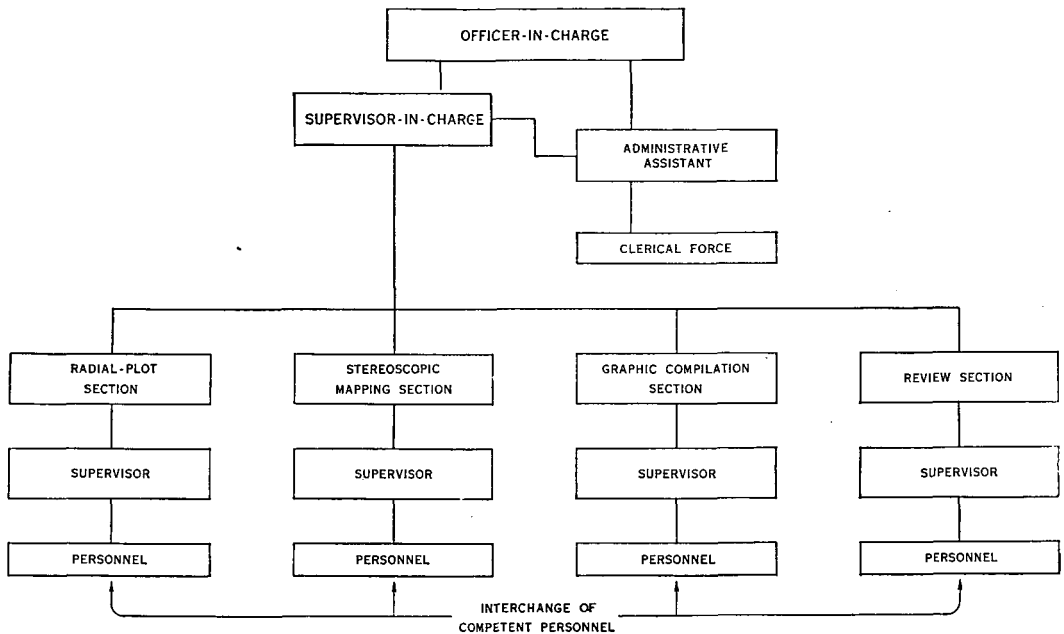 OFFICER-IN-CHARGE
SUPERVISOR-IN-CHARGE
ADMINISTRATIVE
ASSISTANT
CLERICAL FORCE
RADIAL-PLOT
SECTION
STEREOSCOPIC
MAPPING SECTION
GRAPHIC COMPILATION
SECTION
REVIEW SECTION
SUPERVISOR
SUPERVISOR
SUPERVISOR
SUPERVISOR
PERSONNEL
PERSONNEL
PERSONNEL
PERSONNEL
INTERCHANGE OF
COMPETENT PERSONNEL